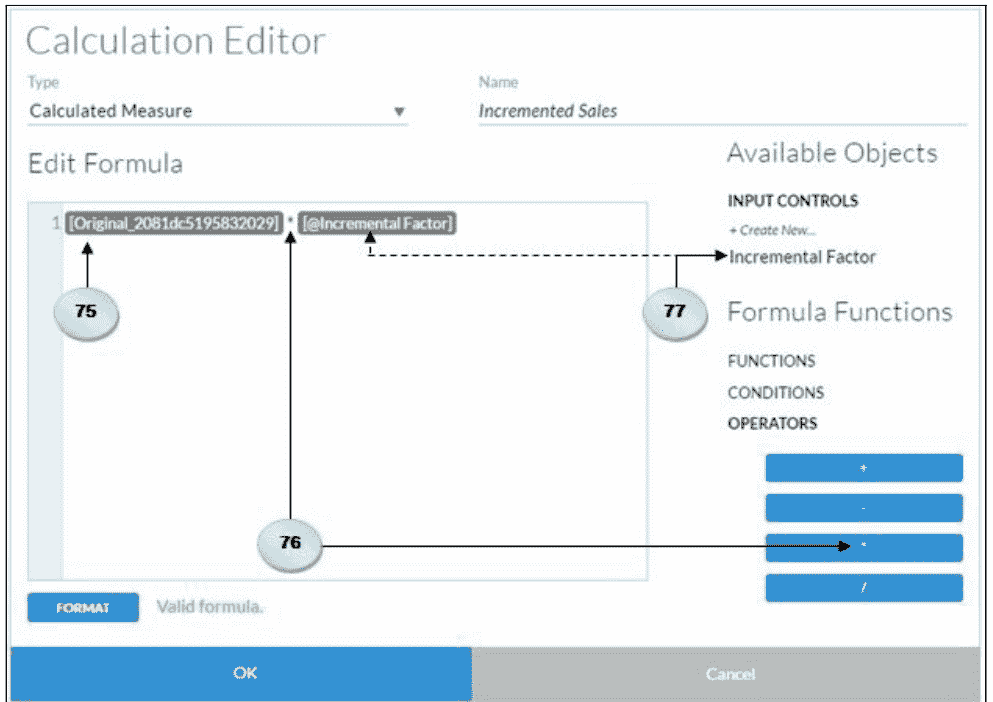 Calculation Editor
Type
Name
Calculated Measure
Incremented Sales
Edit Formula
Available Objects
1 [Original_2081dc5195832029] * [@Incremental Factor]
INPUT CONTROLS
+ Create New...
Incremental Factor
75
77
Formula Functions
FUNCTIONS
CONDITIONS
OPERATORS
+
-
76
*
/
FORMAT
Valid formula.
OK
Cancel